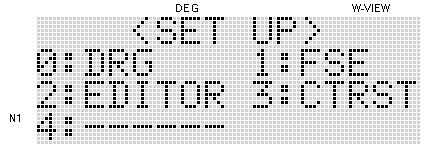 DEG W-VIEW
<SET UP>
0:DRG 1:FSE
2:EDITOR 3:CTRST
N1
4:------